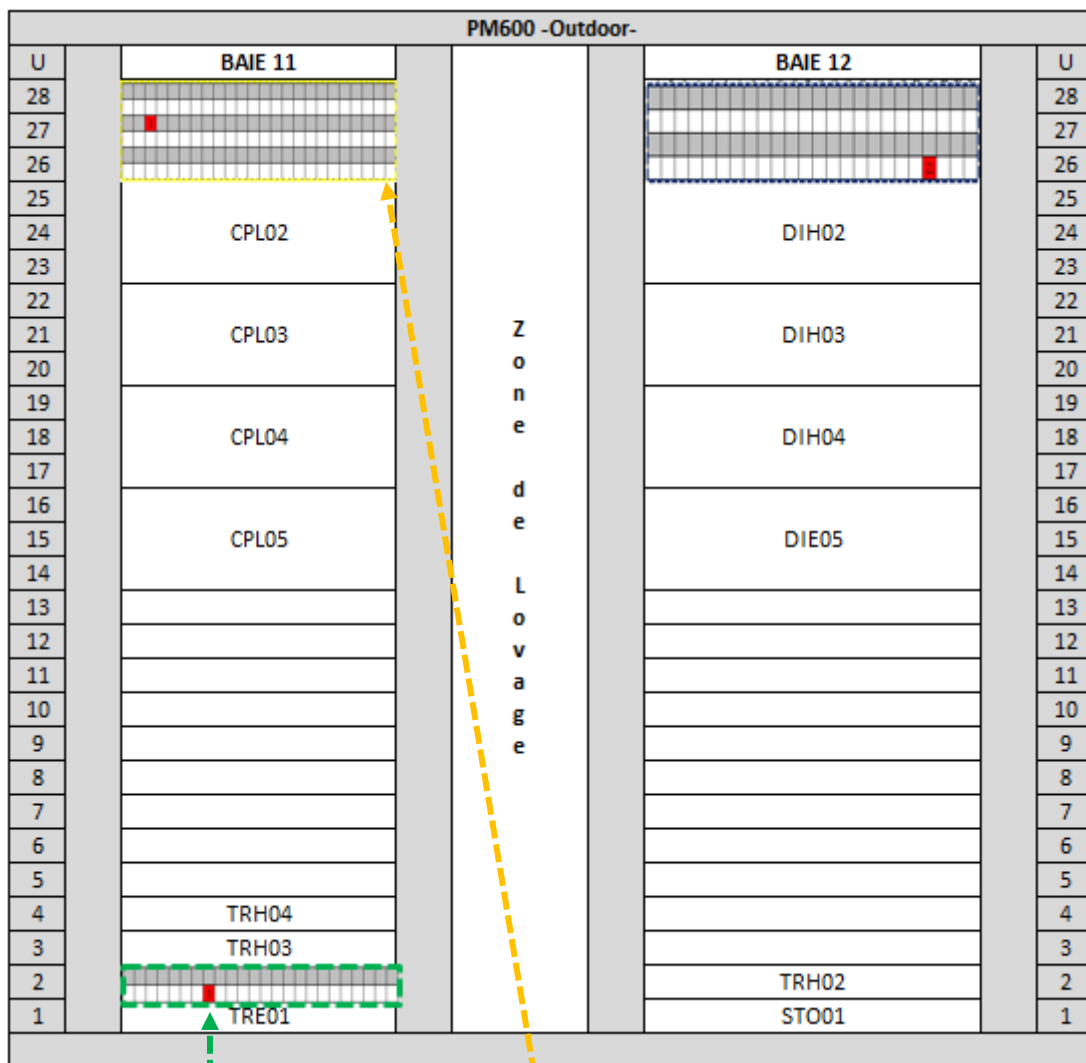 PM600 -Outdoor-
U BAIE 11 BAIE 12 U
28 28
27 27
26 26
25 25
24 CPL02 DIH02 24
23 23
22 22
21 CPL03 Z DIH03 21
20 o 20
19 n 19
18 CPL04 e DIH04 18
17 17
16 d 16
15 CPL05 e DIE05 15
14 14
13 L 13
12 o 12
11 v 11
10 a 10
9 g 9
8 e 8
7 7
6 6
5 5
4 TRH04 4
3 TRH03 3
2 TRH02 2
1 TRE01 STO01 1